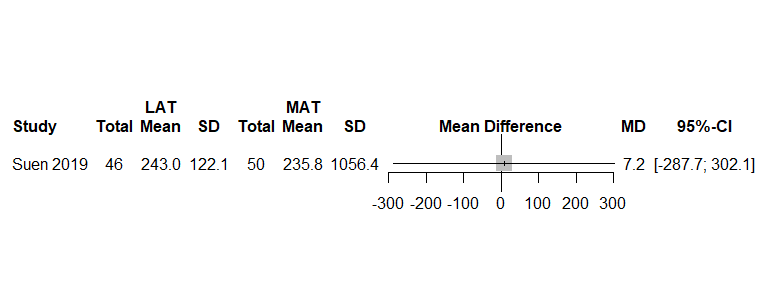 LAT MAT
Study Total Mean SD Total Mean SD Mean Difference MD 95%-CI
Suen 2019 46 243.0 122.1 50 235.8 1056.4 7.2 [-287.7; 302.1]
-300 -200 -100 0 100 200 300